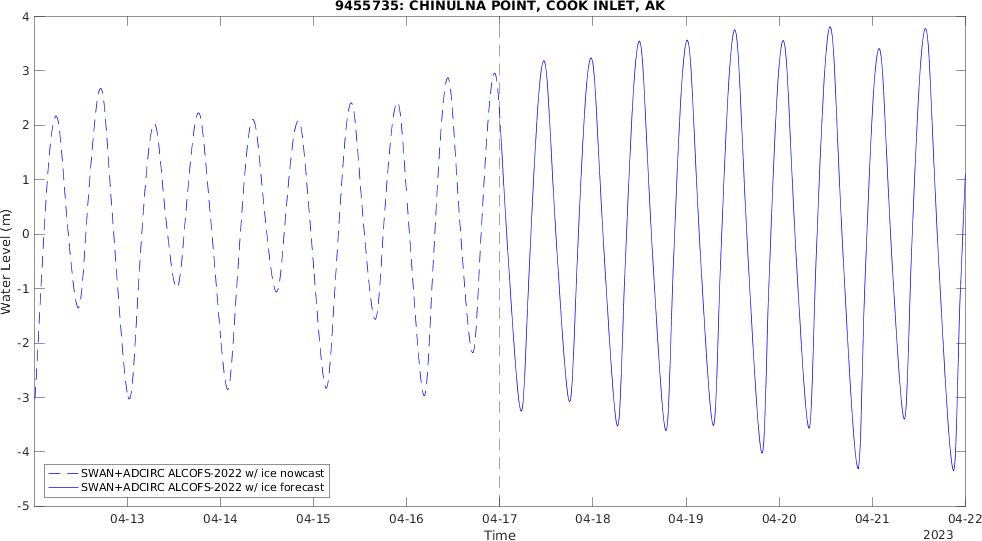 9455735: CHINULNA POINT, COOK INLET, AK
4
3
2
1
0
-1
-2
-3
-4
-5
Water Level (m)
SWAN+ADCIRC ALCOFS-2022 w/ ice nowcast
SWAN+ADCIRC ALCOFS-2022 w/ ice forecast
04-13 04-14 04-15 04-16 04-17 04-18 04-19 04-20 04-21 04-22
Time
2023